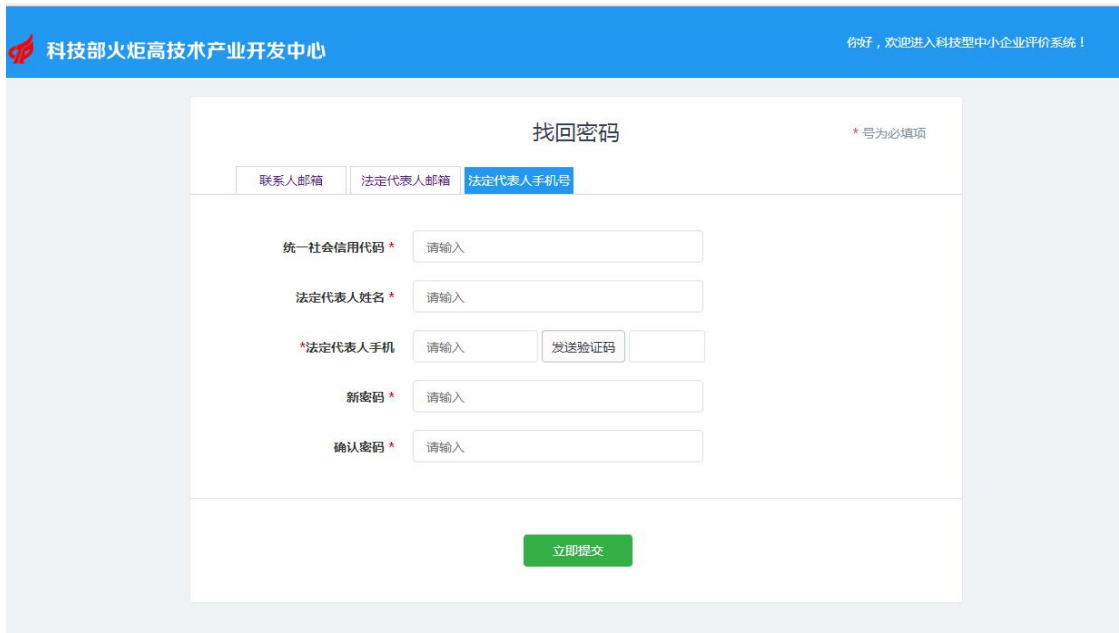 科技部火炬高技术产业开发中心
你好，欢迎进入科技型中小企业评价系统！
找回密码
* 号为必填项
联系人邮箱 法定代表人邮箱 法定代表人手机号
统一社会信用代码 * 请输入
法定代表人姓名 * 请输入
*法定代表人手机 请输入 发送验证码
新密码 * 请输入
确认密码 * 请输入
立即提交